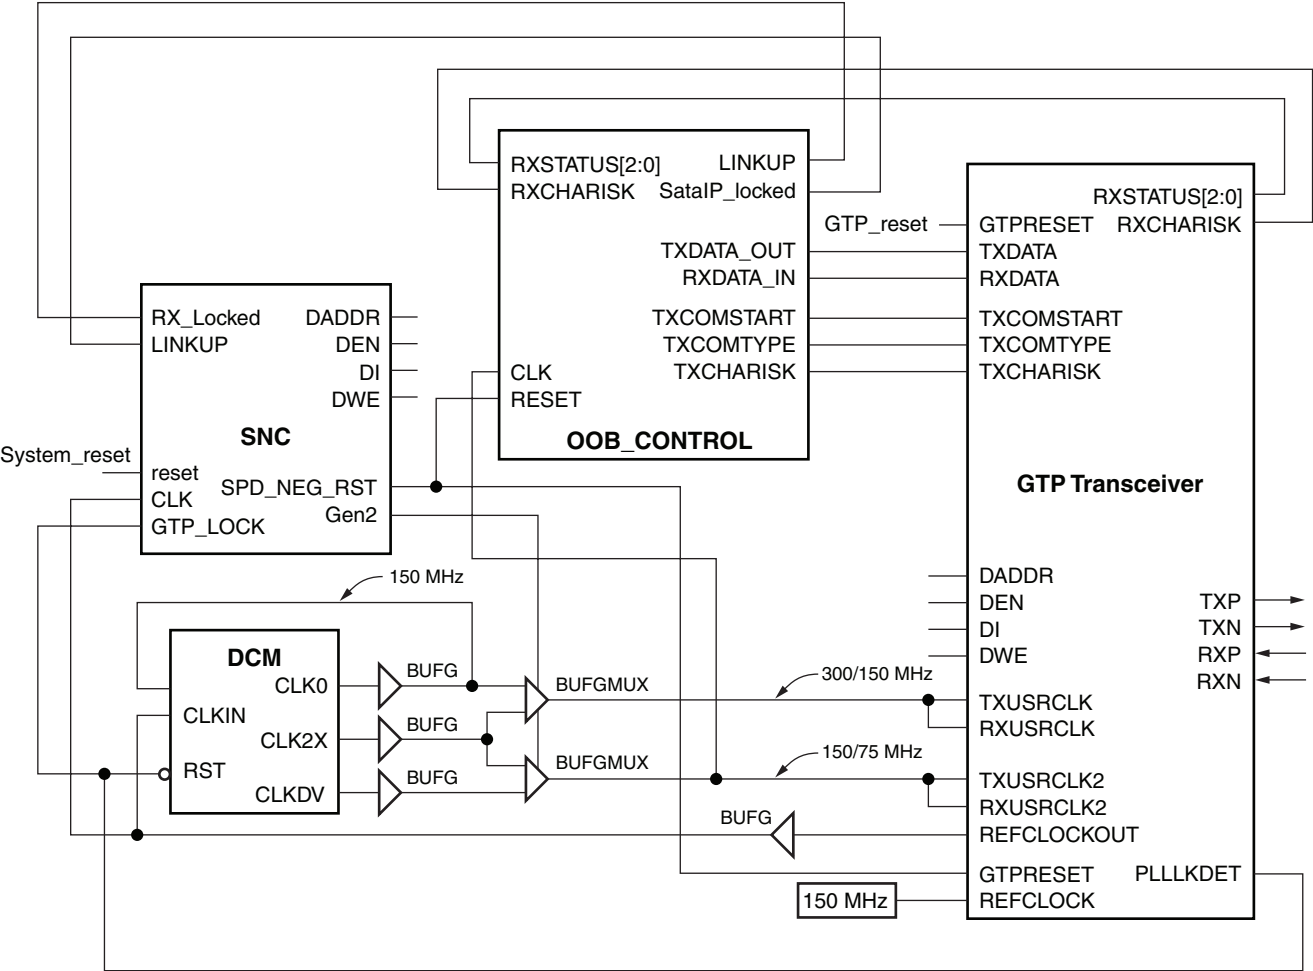 RXSTATUS[2:0] LINKUP
RXCHARISK SataIP_locked
TXDATA_OUT
RXDATA_IN
TXCOMSTART
TXCOMTYPE
CLK TXCHARISK
RESET
OOB_CONTROL
RXSTATUS[2:0]
GTP_reset
GTPRESET RXCHARISK
TXDATA
RXDATA
TXCOMSTART
TXCOMTYPE
TXCHARISK
GTP Transceiver
DADDR
DEN TXP
DI TXN
DWE RXP
RXN
TXUSRCLK
RXUSRCLK
TXUSRCLK2
RXUSRCLK2
REFCLOCKOUT
GTPRESET PLLLKDET
REFCLOCK
RX_Locked DADDR
LINKUP DEN
DI
DWE
SNC
System_reset
reset
CLK SPD_NEG_RST
GTP_LOCK Gen2
150 MHz
DCM
CLK0
CLKIN
CLK2X
RST
CLKDV
BUFG
BUFG
BUFG
BUFGMUX
BUFGMUX
300/150 MHz
150/75 MHz
BUFG
150 MHz